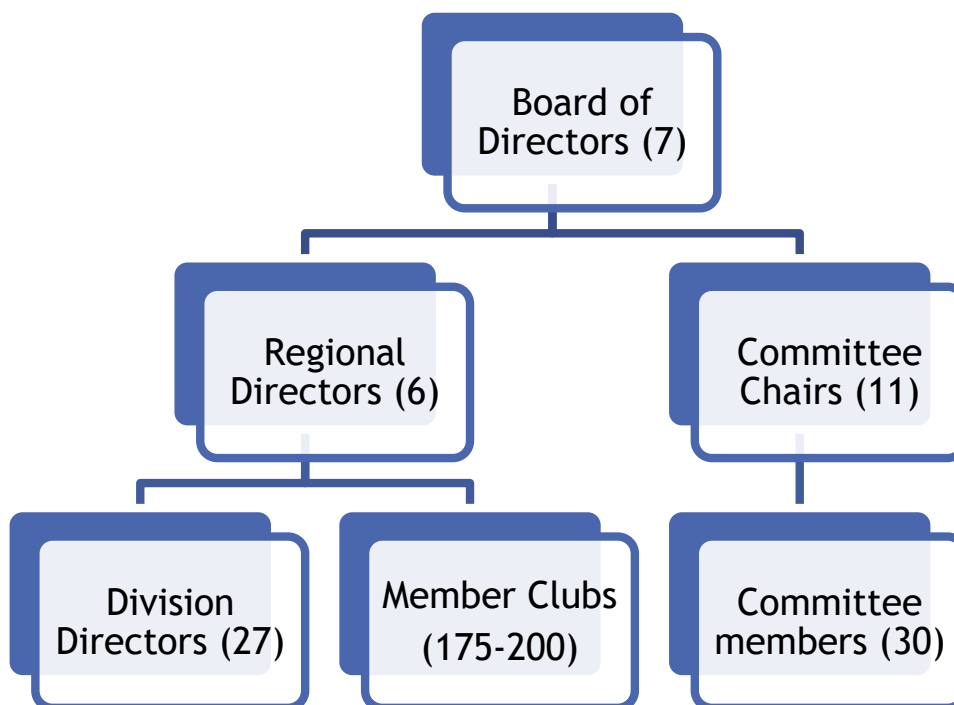 Board of
Directors (7)
Regional
Directors (6)
Committee
Chairs (11)
Division
Directors (27)
Member Clubs
(175-200)
Committee
members (30)